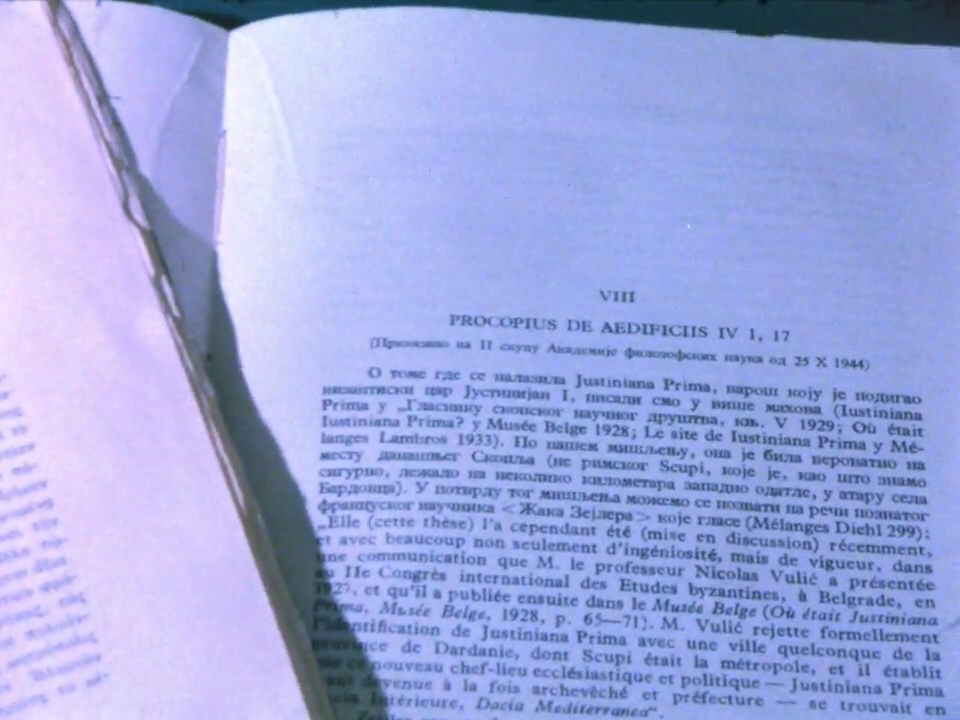 VIII
PROCOPIUS DE AEDIFICIIS IV 1, 17
(Приказано на II скупу Академије филозофских наука од 25 X 1944)
О томе где се налазила Justiniana Prima, варош коју је подигао
византиски цар Јустинијан I, писали смо у више махова (Iustiniana
Prima у „Гласнику скопског научног друштва, књ. V 1929; Où était
Iustiniana Prima? у Musée Belge 1928; Le site de Iustiniana Prima у Mé-
langes Lambros 1933). По нашем мишљењу, она је била вероватно на
месту данашњег Скопља (не римског Scupi, које је, као што знамо
сигурно, лежало на неколико километара западно одатле, у атару села
Бардовца). У потврду тог мишљења можемо се позвати на речи познатог
француског научника <Жака Зејлера> које гласе (Mélanges Diehl 299):
„Elle (cette thèse) l'a cependant été (mise en discussion) récemment,
et avec beaucoup non seulement d'ingéniosité, mais de vigueur, dans
une communication que M. le professeur Nicolas Vulić a présentée
au IIe Congrès international des Etudes byzantines, à Belgrade, en
1927, et qu'il a publiée ensuite dans le Musée Belge (Où était Justiniana
Prima, Musée Belge, 1928, p. 65—71). M. Vulić rejette formellement
l'identification de Justiniana Prima avec une ville quelconque de la
province de Dardanie, dont Scupi était la métropole, et il établit
que ce nouveau chef-lieu ecclésiastique et politique — Justiniana Prima
devenue à la fois archevêché et préfecture — se trouvait en
Intérieure, Dacia Mediterranea“.